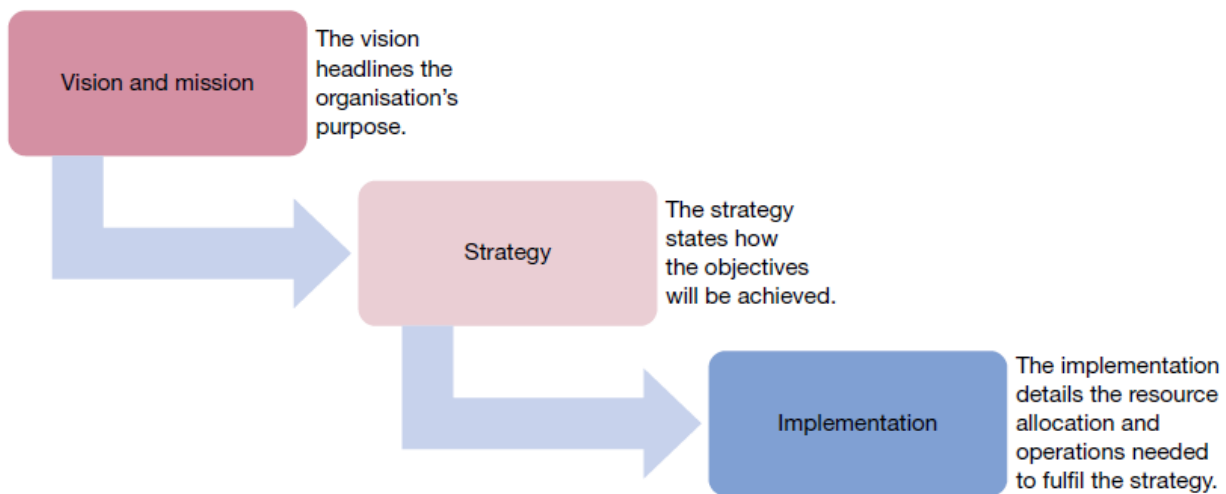 Vision and mission
The vision
headlines the
organisation's
purpose.
Strategy
The strategy
states how
the objectives
will be achieved.
Implementation
The implementation
details the resource
allocation and
operations needed
to fulfil the strategy.